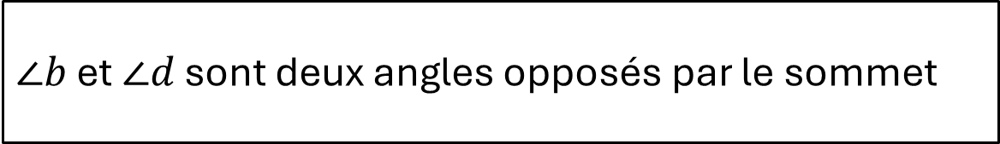 ∠b et ∠d sont deux angles opposés par le sommet